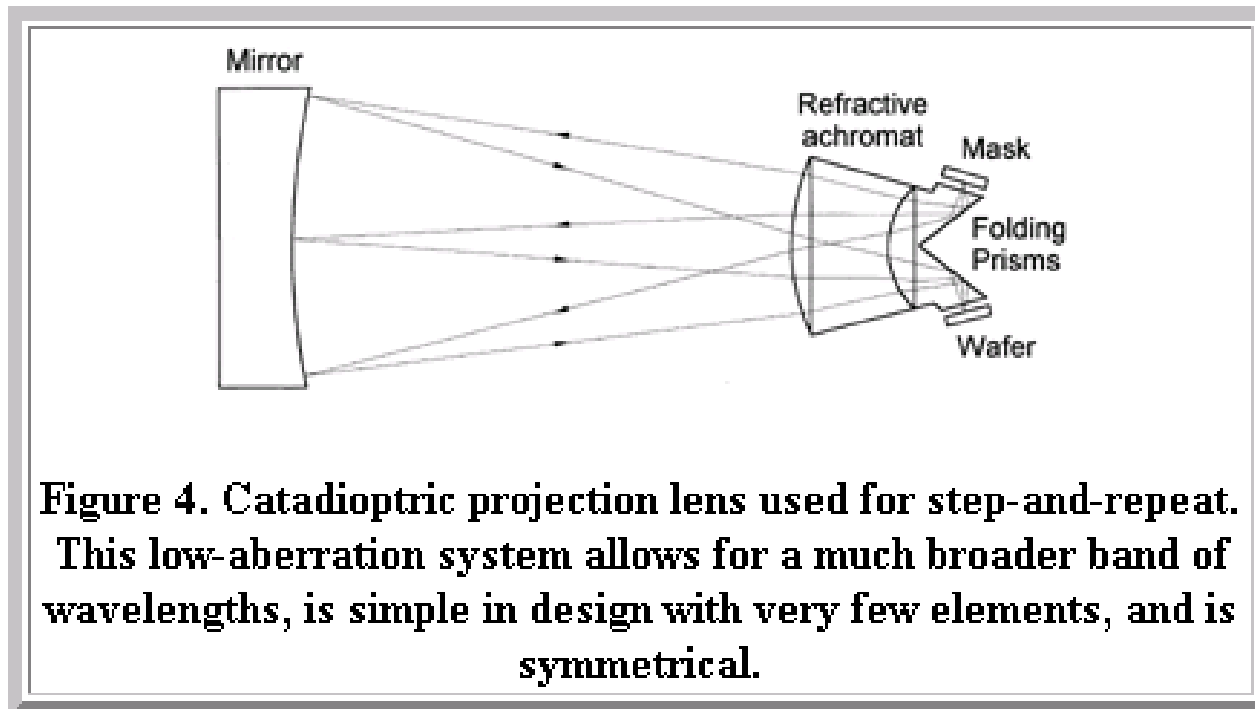 Mirror
Refractive
achromat
Mask
Folding
Prisms
Wafer
Figure 4. Catadioptric projection lens used for step-and-repeat.
This low-aberration system allows for a much broader band of
wavelengths, is simple in design with very few elements, and is
symmetrical.